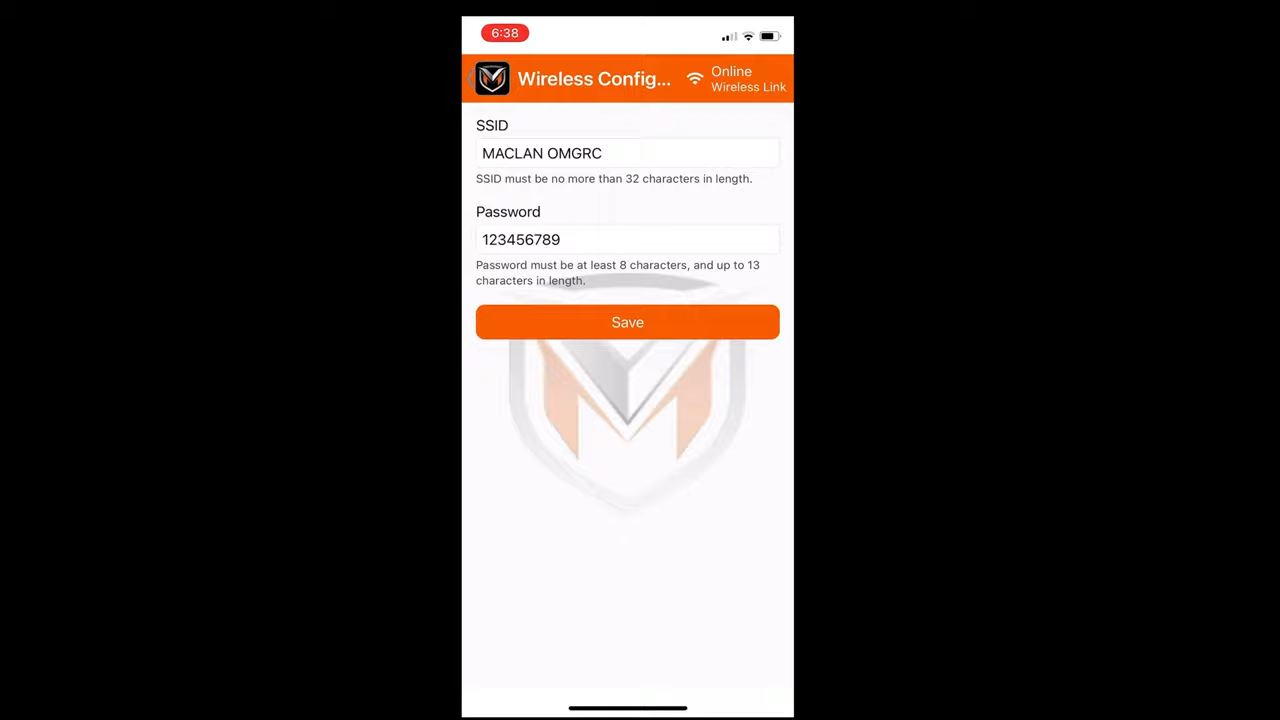 6:38
Wireless Config...
Online
Wireless Link
SSID
MACLAN OMGRC
SSID must be no more than 32 characters in length.
Password
123456789
Password must be at least 8 characters, and up to 13
characters in length.
Save